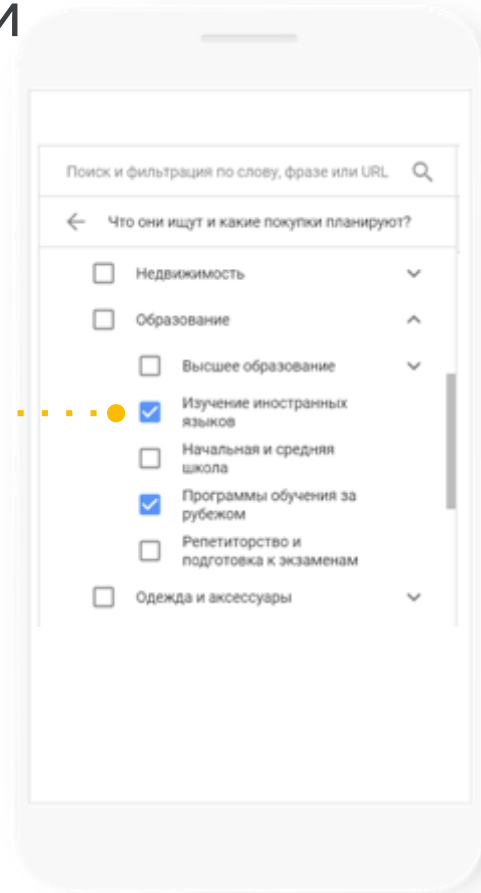 и
Поиск и фильтрация по слову, фразе или URL
Что они ищут и какие покупки планируют?
Недвижимость
Образование
Высшее образование
Изучение иностранных
языков
Начальная и средняя
школа
Программы обучения за
рубежом
Репетиторство и
подготовка к экзаменам
Одежда и аксессуары